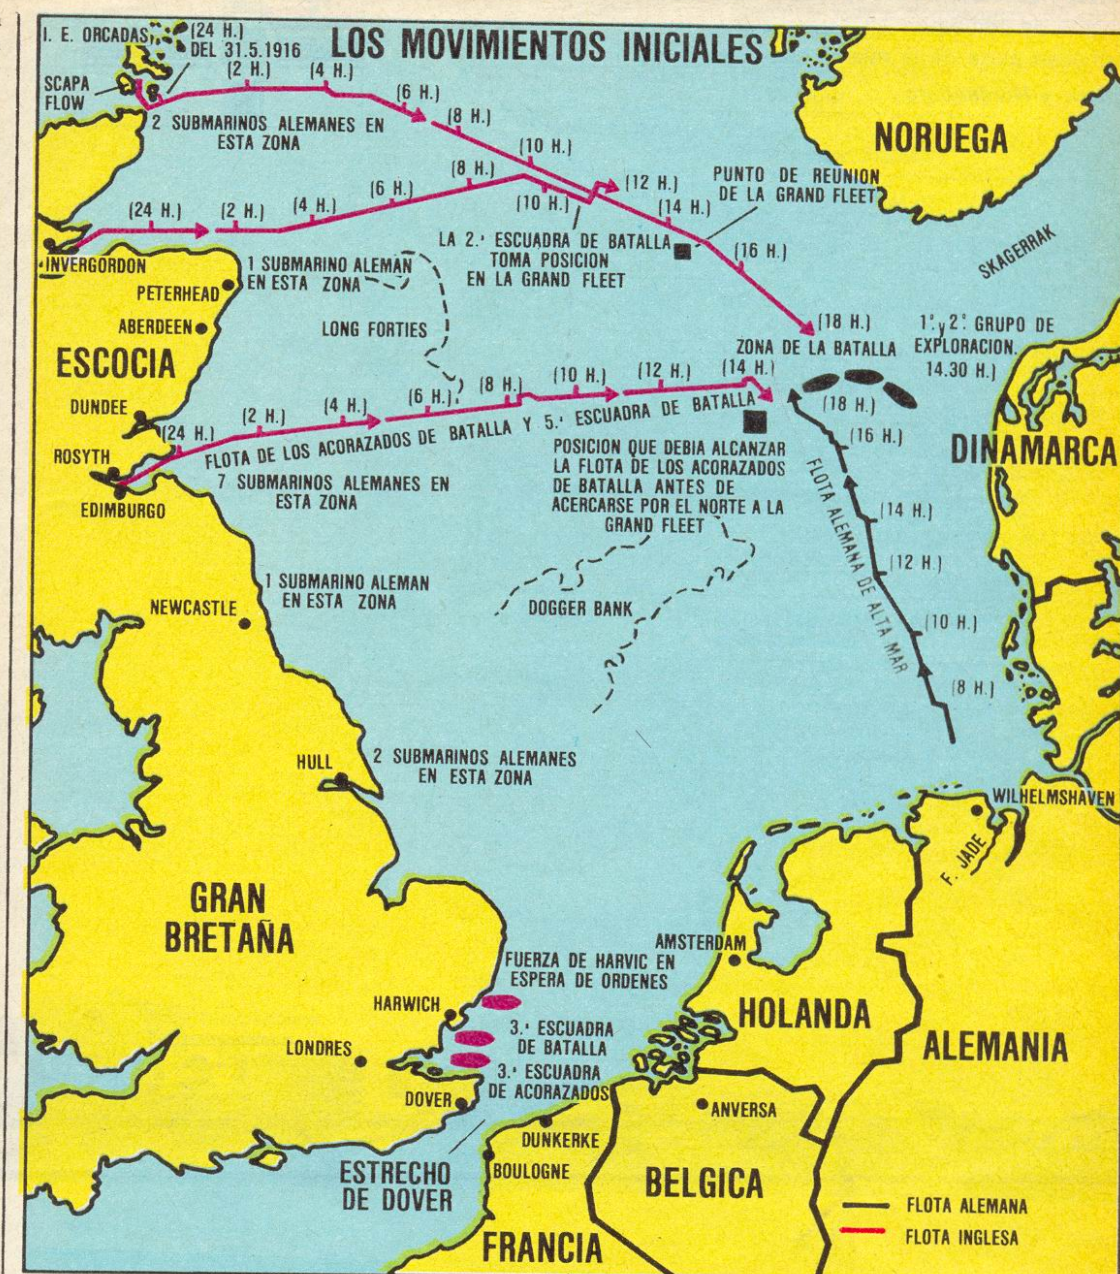 LOS MOVIMIENTOS INICIALES
I. E. ORCADAS
(24 H.)
DEL 31.5.1916
SCAPA
FLOW
(2 H.)
(4 H.)
(6 H.)
(8 H.)
(10 H.)
2 SUBMARINOS ALEMANES EN
ESTA ZONA
NORUEGA
PUNTO DE REUNION
DE LA GRAND FLEET
(24 H.)
(2 H.)
(4 H.)
(6 H.)
(8 H.)
(10 H.)
(12 H.)
(14 H.)
(16 H.)
(18 H.)
LA 2.ª ESCUADRA DE BATALLA
TOMA POSICION
EN LA GRAND FLEET
SKAGERRAK
INVERGORDON
PETERHEAD
ABERDEEN
1 SUBMARINO ALEMAN
EN ESTA ZONA
LONG FORTIES
ESCOCIA
ZONA DE LA BATALLA
1.º y 2.º GRUPO DE
EXPLORACION.
14.30 H.)
DUNDEE
ROSYTH
EDIMBURGO
(24 H.)
(2 H.)
(4 H.)
(6 H.)
(8 H.)
(10 H.)
(12 H.)
(14 H.)
FLOTA DE LOS ACORAZADOS DE BATALLA Y 5.ª ESCUADRA DE BATALLA
7 SUBMARINOS ALEMANES EN
ESTA ZONA
POSICION QUE DEBIA ALCANZAR
LA FLOTA DE LOS ACORAZADOS
DE BATALLA ANTES DE
ACERCARSE POR EL NORTE A LA
GRAND FLEET
(18 H.)
(16 H.)
(14 H.)
(12 H.)
(10 H.)
(8 H.)
FLOTA ALEMANA DE ALTA MAR
DINAMARCA
1 SUBMARINO ALEMAN
EN ESTA ZONA
NEWCASTLE
DOGGER BANK
HULL
2 SUBMARINOS ALEMANES
EN ESTA ZONA
WILHELMSHAVEN
F. JADE
GRAN
BRETAÑA
AMSTERDAM
FUERZA DE HARVIC EN
ESPERA DE ORDENES
HARWICH
HOLANDA
3.ª ESCUADRA
DE BATALLA
LONDRES
3.ª ESCUADRA
DE ACORAZADOS
ALEMANIA
DOVER
ANVERSA
DUNKERKE
BOULOGNE
ESTRECHO
DE DOVER
BELGICA
FRANCIA
FLOTA ALEMANA
FLOTA INGLESA